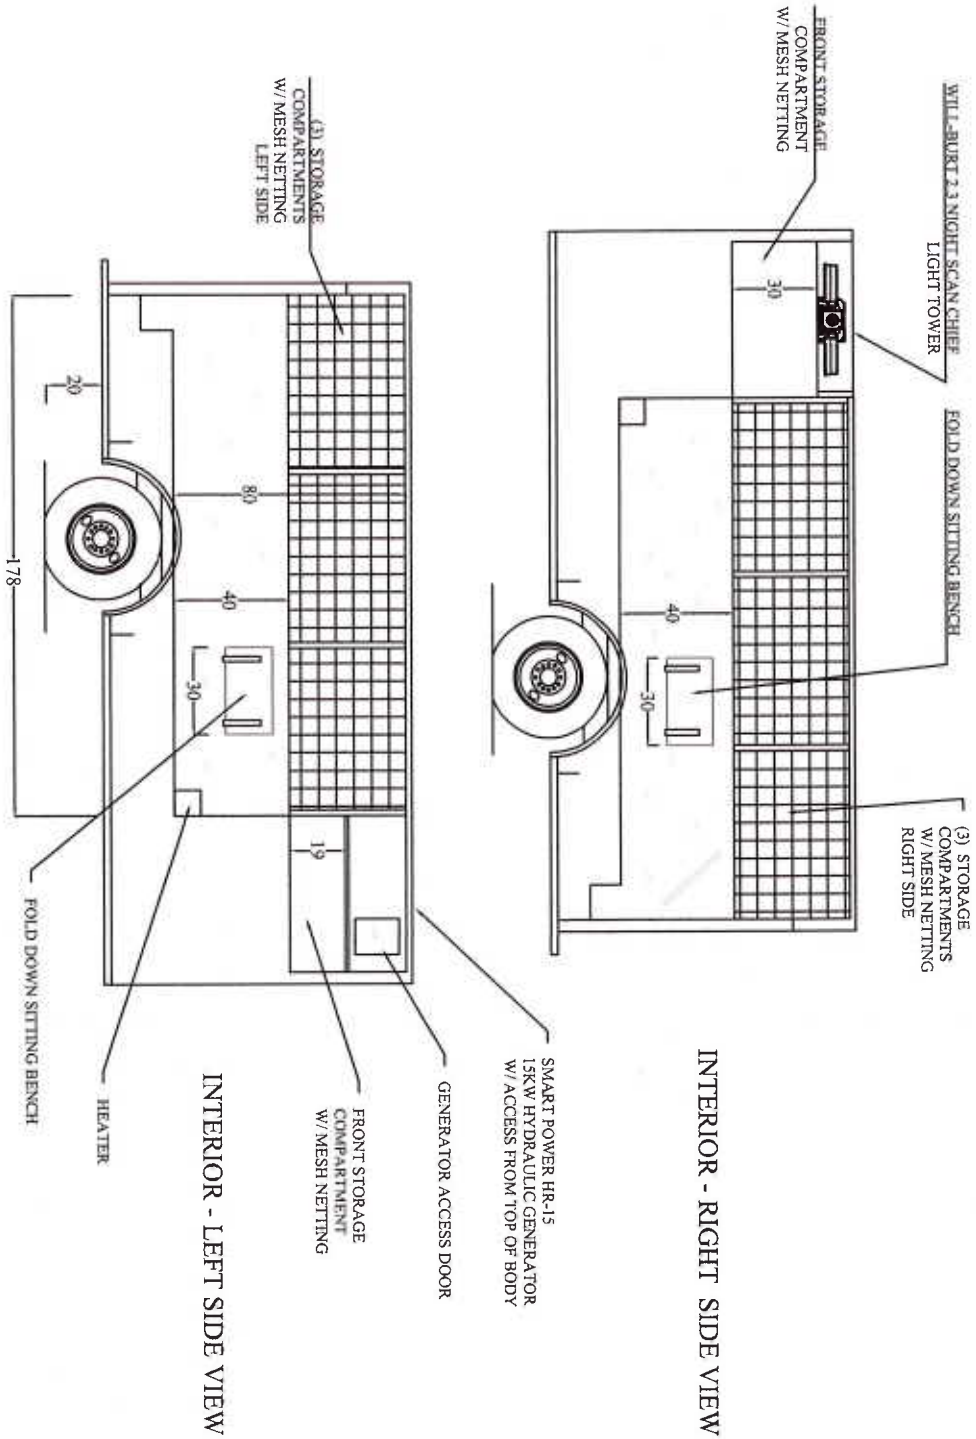 WILL-BURT 2.3 NIGHT SCAN CHIEF
LIGHT TOWER
FRONT STORAGE
COMPARTMENT
W/ MESH NETTING
FOLD DOWN SITTING BENCH
(3) STORAGE
COMPARTMENTS
W/ MESH NETTING
RIGHT SIDE
30
40
30
INTERIOR - RIGHT SIDE VIEW
(3) STORAGE
COMPARTMENTS
W/ MESH NETTING
LEFT SIDE
SMART POWER HR-15
15KW HYDRAULIC GENERATOR
W/ ACCESS FROM TOP OF BODY
GENERATOR ACCESS DOOR
FRONT STORAGE
COMPARTMENT
W/ MESH NETTING
HEATER
FOLD DOWN SITTING BENCH
19
80
40
30
20
178
INTERIOR - LEFT SIDE VIEW